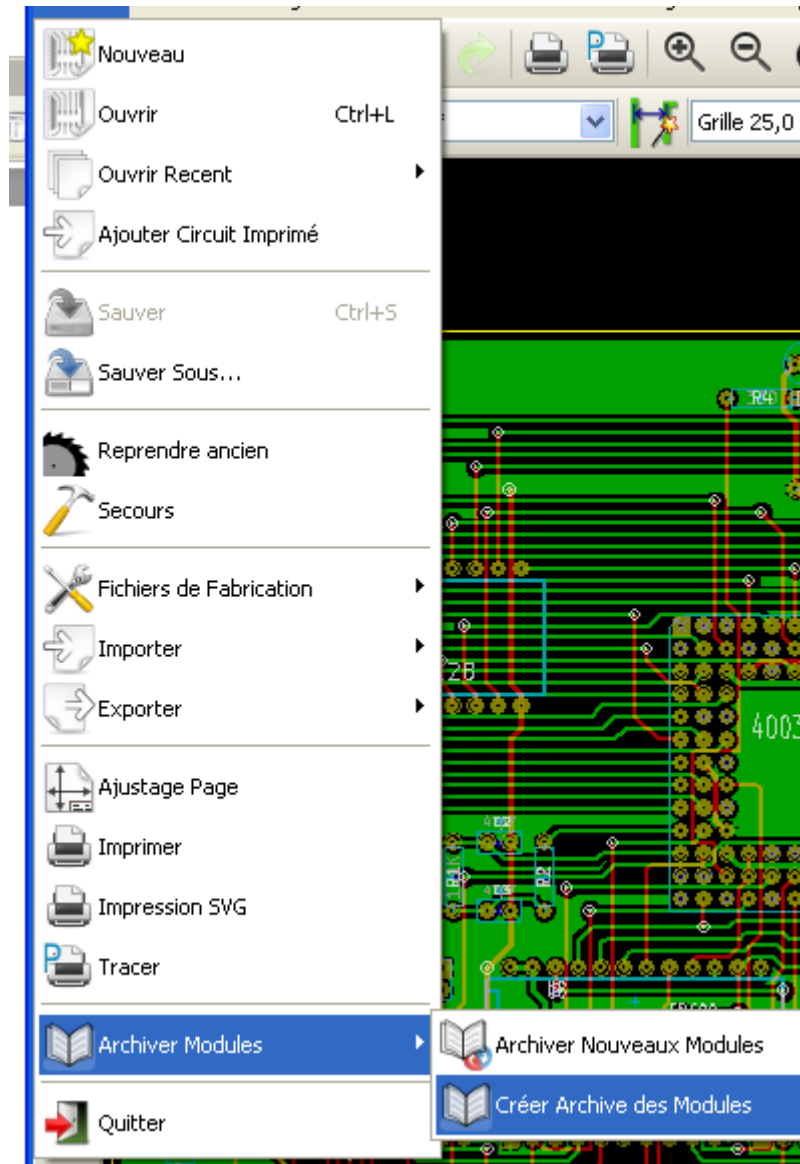 Nouveau
Ouvrir Ctrl+L
Grille 25,0
Ouvrir Recent
Ajouter Circuit Imprimé
Sauver Ctrl+S
Sauver Sous...
R4
Reprendre ancien
Secours
Fichiers de Fabrication
Importer
Exporter
4003
Ajustage Page
Imprimer
R1
R2
Impression SVG
Tracer
Archiver Modules
Archiver Nouveaux Modules
Créer Archive des Modules
Quitter